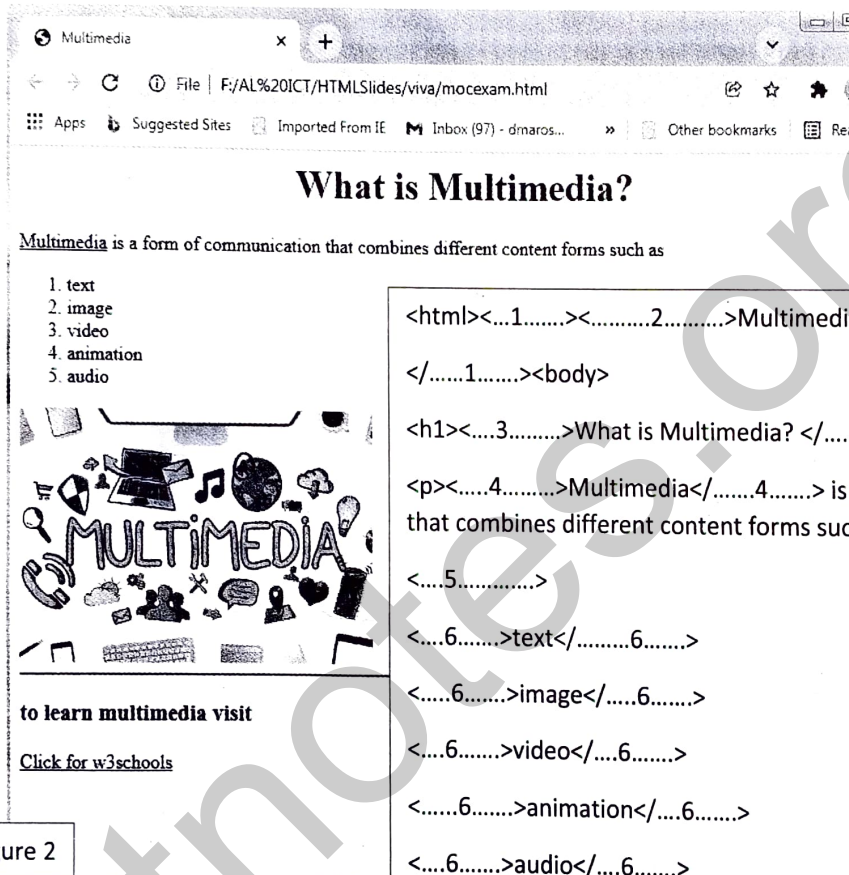 Multimedia
File | F:/AL%20ICT/HTMLSlides/viva/mocexam.html
Apps Suggested Sites Imported From IE Inbox (97) - dmaros... » Other bookmarks
What is Multimedia?
Multimedia is a form of communication that combines different content forms such as
1. text
2. image
3. video
4. animation
5. audio
MULTIMEDIA
to learn multimedia visit
Click for w3schools
ure 2
<html><...1.......><..........2..........>Multimedi
</......1.......><body>
<h1><....3.........>What is Multimedia? </....
<p><.....4.........>Multimedia</.......4.......> is
that combines different content forms suc
<....5.............>
<....6.......>text</.........6.......>
<.....6.......>image</.....6.......>
<....6.......>video</....6.......>
<......6.......>animation</....6.......>
<....6.......>audio</....6.......>